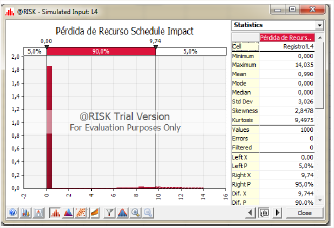 @RISK - Simulated Input: L4
Pérdida de Recurso Schedule Impact
0,00 9,74
5,0% 90,0% 5,0%
2,0
1,8
1,6
1,4
1,2
1,0
0,8
0,6
0,4
0,2
0,0
-2 0 2 4 6 8 10 12 14 16
@RISK Trial Version
For Evaluation Purposes Only
Statistics
Pérdida de Recurs...
Cell Registro!L4
Minimum 0,000
Maximum 14,035
Mean 0,990
Mode 0,000
Median 0,000
Std Dev 3,026
Skewness 2,8478
Kurtosis 9,4975
Values 1000
Errors 0
Filtered 0
Left X 0,00
Left P 5,0%
Right X 9,74
Right P 95,0%
Dif. X 9,744
Dif. P 90,0%
Close